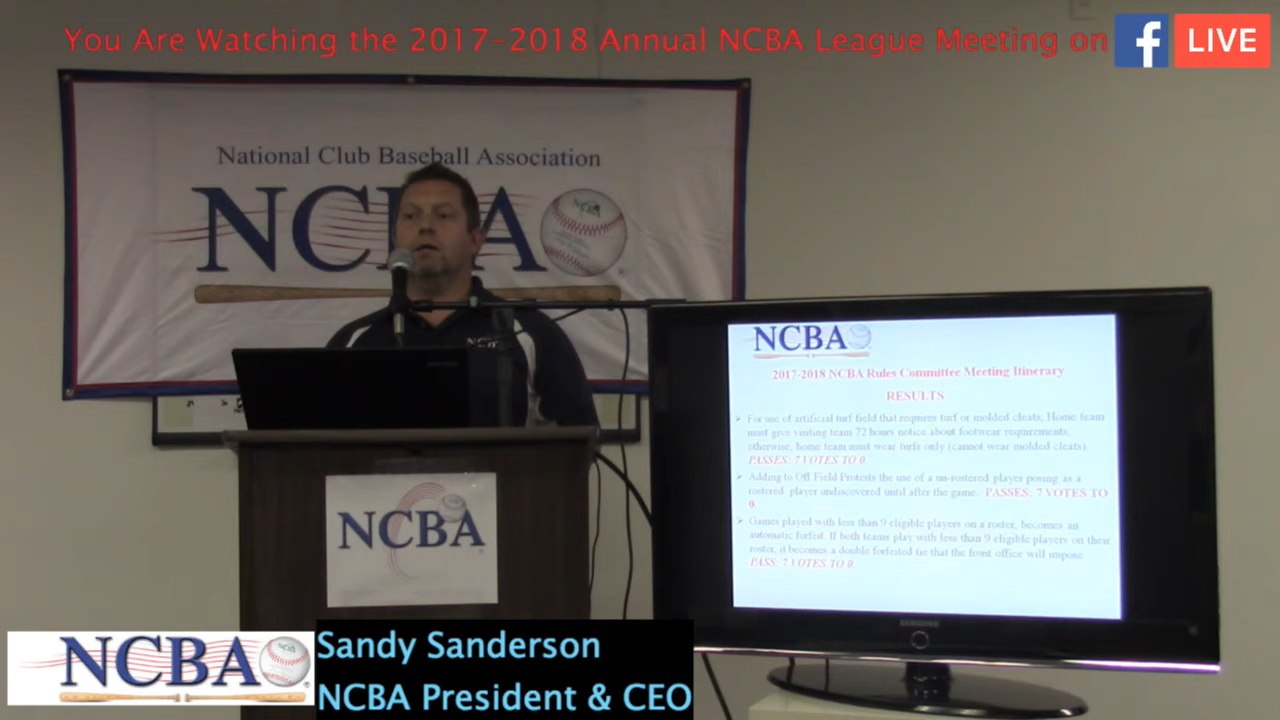 You Are Watching the 2017-2018 Annual NCBA League Meeting on f LIVE
National Club Baseball Association
NCBA
NCBA
NCBA
2017-2018 NCBA Rules Committee Meeting Itinerary
RESULTS
For use of artificial turf field that requires turf or molded cleats, Home team
must give visiting team 72 hours notice about footwear requirements,
otherwise, home team must wear turfs only (cannot wear molded cleats)
PASSES: 7 VOTES TO 0.
Adding to Off Field Protests the use of a un-rostered player posing as a
rostered player undiscovered until after the game. PASSES: 7 VOTES TO
0.
Games played with less than 9 eligible players on a roster, becomes an
automatic forfeit. If both teams play with less than 9 eligible players on their
roster, it becomes a double forfeited tie that the front office will impose
PASS: 7 VOTES TO 0.
SAMSUNG
NCBA
NCBA
Sandy Sanderson
NCBA President & CEO